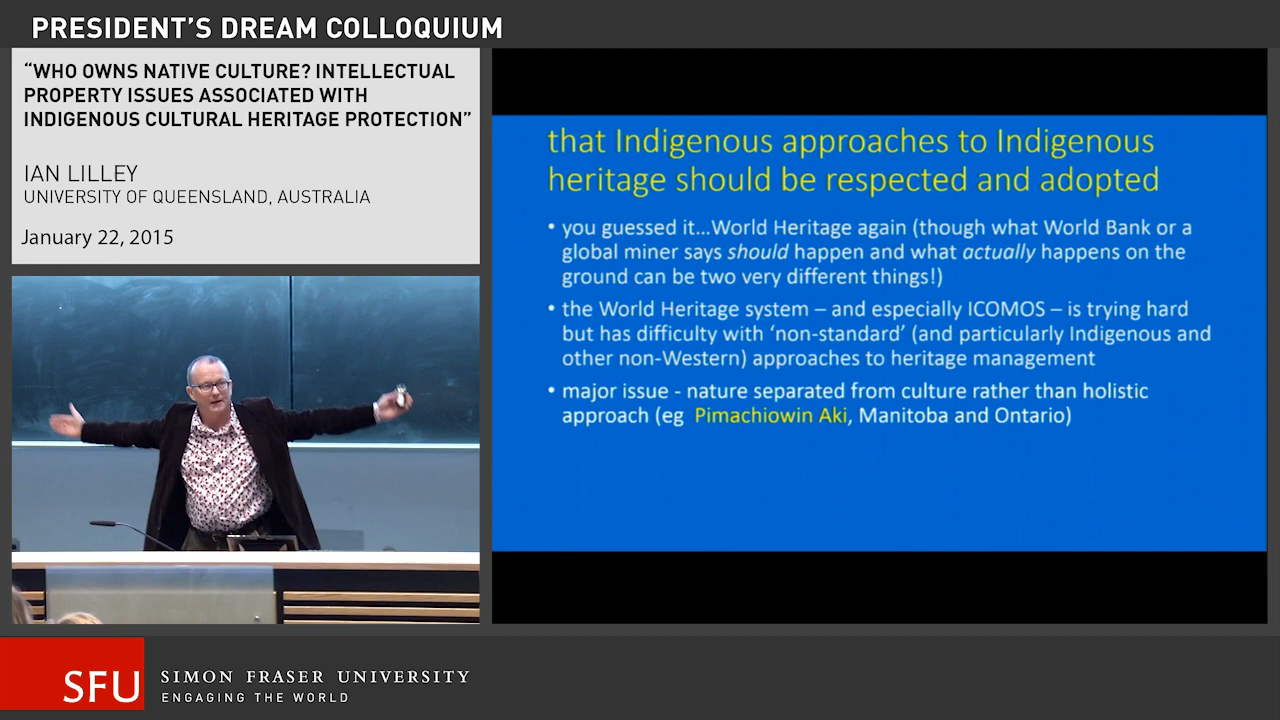 PRESIDENT'S DREAM COLLOQUIUM
“WHO OWNS NATIVE CULTURE? INTELLECTUAL
PROPERTY ISSUES ASSOCIATED WITH
INDIGENOUS CULTURAL HERITAGE PROTECTION”
IAN LILLEY
UNIVERSITY OF QUEENSLAND, AUSTRALIA
January 22, 2015
that Indigenous approaches to Indigenous
heritage should be respected and adopted
• you guessed it...World Heritage again (though what World Bank or a
global miner says should happen and what actually happens on the
ground can be two very different things!)
• the World Heritage system – and especially ICOMOS – is trying hard
but has difficulty with ‘non-standard’ (and particularly Indigenous and
other non-Western) approaches to heritage management
• major issue - nature separated from culture rather than holistic
approach (eg Pimachiowin Aki, Manitoba and Ontario)
SFU
SIMON FRASER UNIVERSITY
ENGAGING THE WORLD